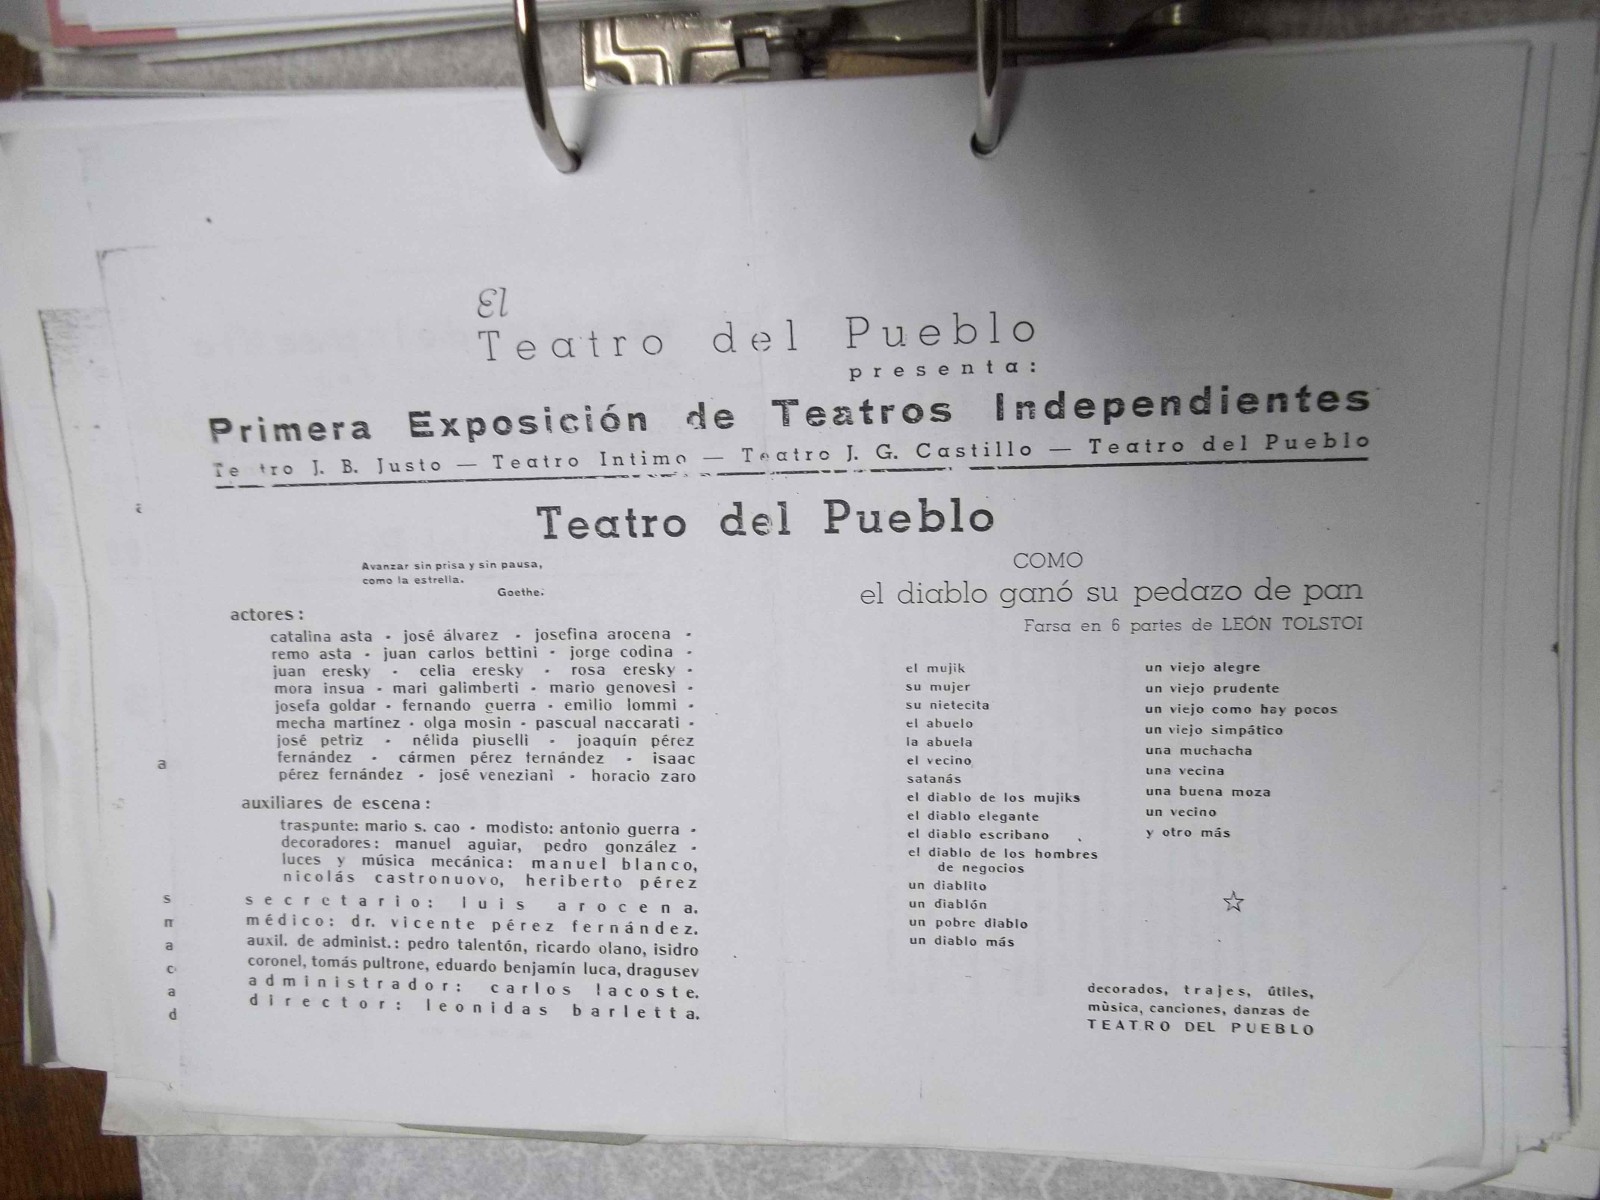 El
Teatro del Pueblo
presenta:
Primera Exposición de Teatros Independientes
Te tro J. B. Justo — Teatro Intimo — Teatro J. G. Castillo — Teatro del Pueblo
Teatro del Pueblo
Avanzar sin prisa y sin pausa,
como la estrella.
Goethe.
actores:
catalina asta - josé álvarez - josefina arocena -
remo asta - juan carlos bettini - jorge codina -
juan eresky - celia eresky - rosa eresky -
mora insua - mari galimberti - mario genovesi -
josefa goldar - fernando guerra - emilio lommi -
mecha martínez - olga mosin - pascual naccarati -
josé petriz - nélida piuselli - joaquín pérez
fernández - cármen pérez fernández - isaac
pérez fernández - josé veneziani - horacio zaro
auxiliares de escena:
traspunte: mario s. cao - modisto: antonio guerra -
decoradores: manuel aguiar, pedro gonzález -
luces y música mecánica: manuel blanco,
nicolás castronuovo, heriberto pérez
secretario: luis arocena.
médico: dr. vicente pérez fernández.
auxil. de administ.: pedro talentón, ricardo olano, isidro
coronel, tomás pultrone, eduardo benjamín luca, dragusev
administrador: carlos lacoste.
director: leonidas barletta.
COMO
el diablo ganó su pedazo de pan
Farsa en 6 partes de LEÓN TOLSTOI
el mujik
su mujer
su nietecita
el abuelo
la abuela
el vecino
satanás
el diablo de los mujiks
el diablo elegante
el diablo escribano
el diablo de los hombres
de negocios
un diablito
un diablón
un pobre diablo
un diablo más
un viejo alegre
un viejo prudente
un viejo como hay pocos
un viejo simpático
una muchacha
una vecina
una buena moza
un vecino
y otro más
decorados, trajes, útiles,
mùsica, canciones, danzas de
TEATRO DEL PUEBLO
a
s
a
c
a
d